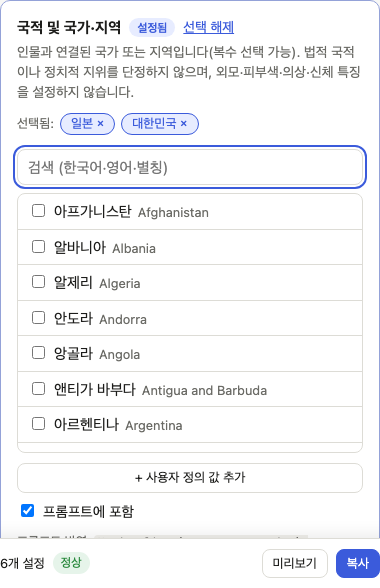 국적 및 국가·지역 설정됨 선택 해제
인물과 연결된 국가 또는 지역입니다(복수 선택 가능). 법적 국적
이나 정치적 지위를 단정하지 않으며, 외모·피부색·의상·신체 특징
을 설정하지 않습니다.
선택됨: 일본 × 대한민국 ×
검색 (한국어·영어·별칭)
아프가니스탄 Afghanistan
알바니아 Albania
알제리 Algeria
안도라 Andorra
앙골라 Angola
앤티가 바부다 Antigua and Barbuda
아르헨티나 Argentina
+ 사용자 정의 값 추가
프롬프트에 포함
6개 설정 정상 미리보기 복사